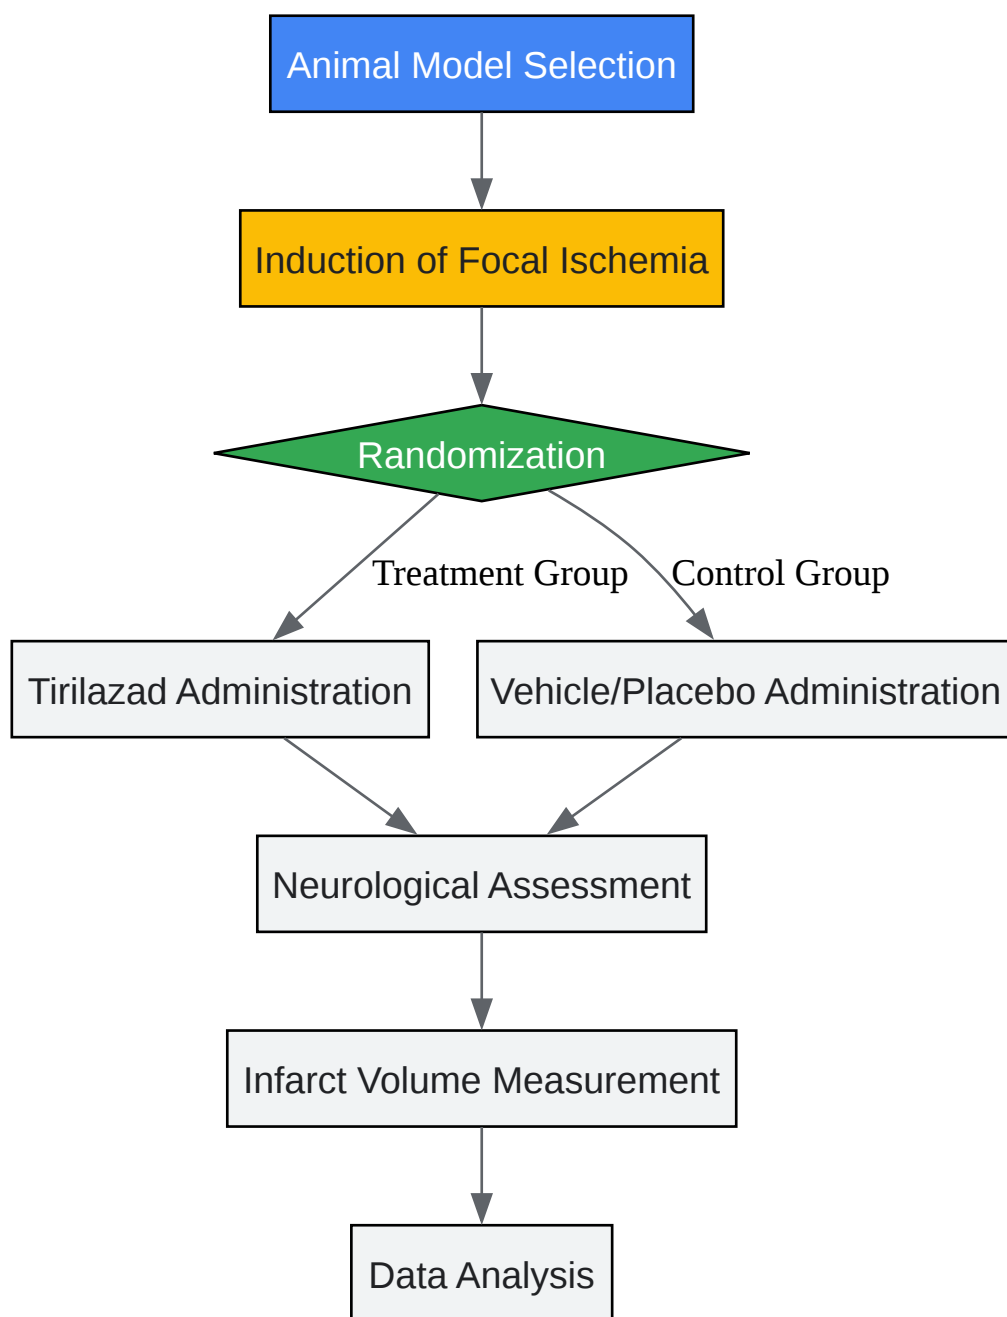 Animal Model Selection
Induction of Focal Ischemia
Randomization
Treatment Group
Control Group
Tirilazad Administration
Vehicle/Placebo Administration
Neurological Assessment
Infarct Volume Measurement
Data Analysis